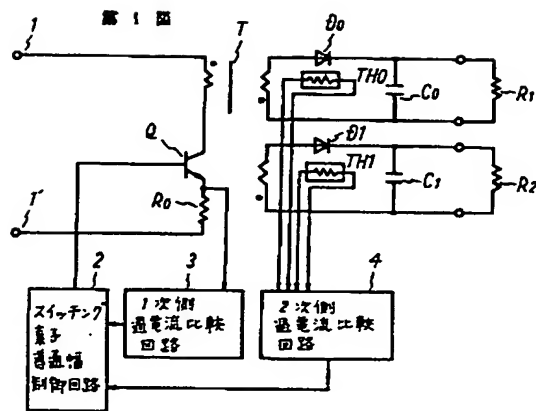 第1図
1
T
D0
TH0
C0
R1
D1
TH1
C1
R2
Q
R0
1'
2
3
4
スイッチング
素子
導通幅
制御回路
1次側
過電流比較
回路
2次側
過電流比較
回路